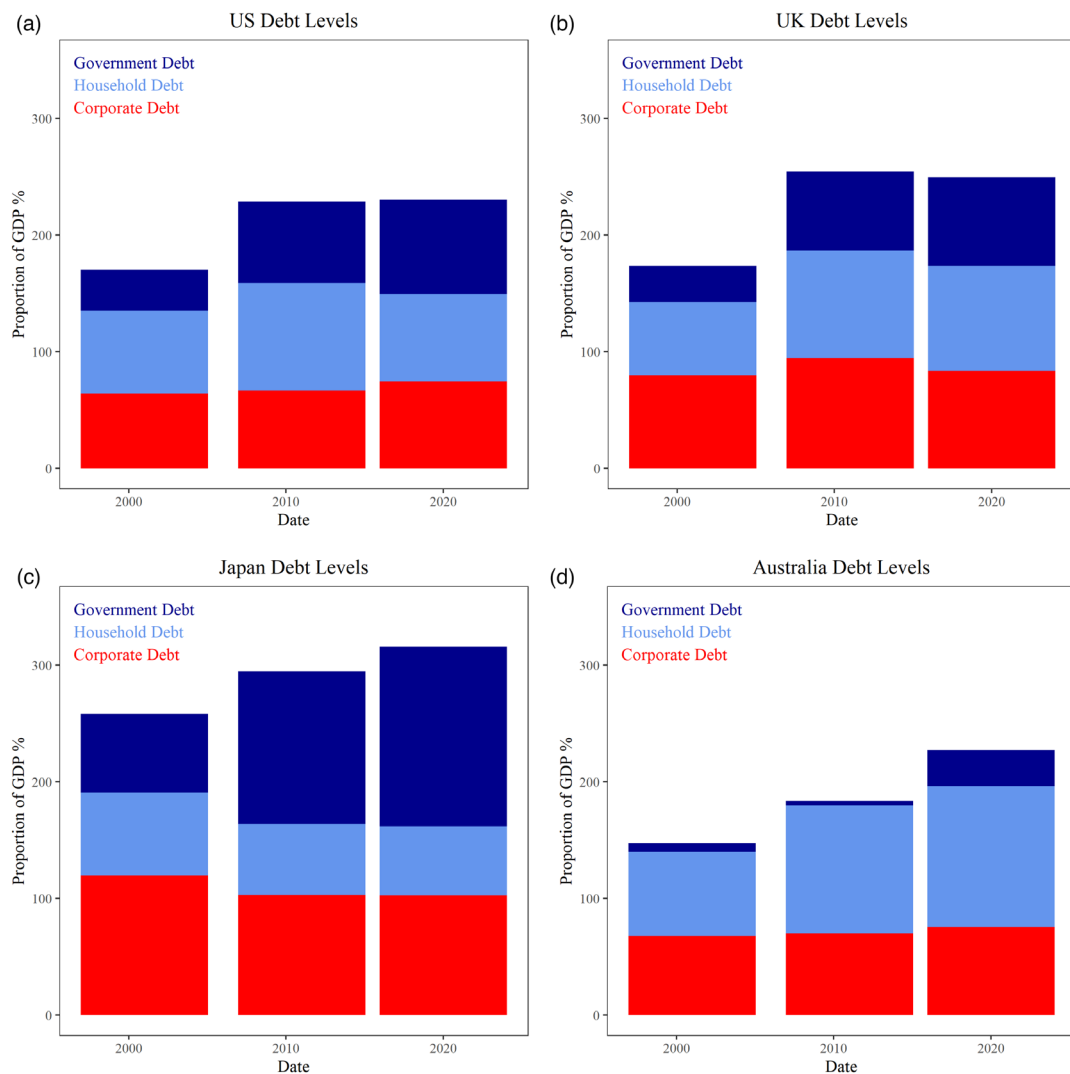 (a)
US Debt Levels
Government Debt
Household Debt
Corporate Debt
Proportion of GDP %
300
200
100
0
2000
2010
2020
Date
(b)
UK Debt Levels
Government Debt
Household Debt
Corporate Debt
Proportion of GDP %
300
200
100
0
2000
2010
2020
Date
(c)
Japan Debt Levels
Government Debt
Household Debt
Corporate Debt
Proportion of GDP %
300
200
100
0
2000
2010
2020
Date
(d)
Australia Debt Levels
Government Debt
Household Debt
Corporate Debt
Proportion of GDP %
300
200
100
0
2000
2010
2020
Date